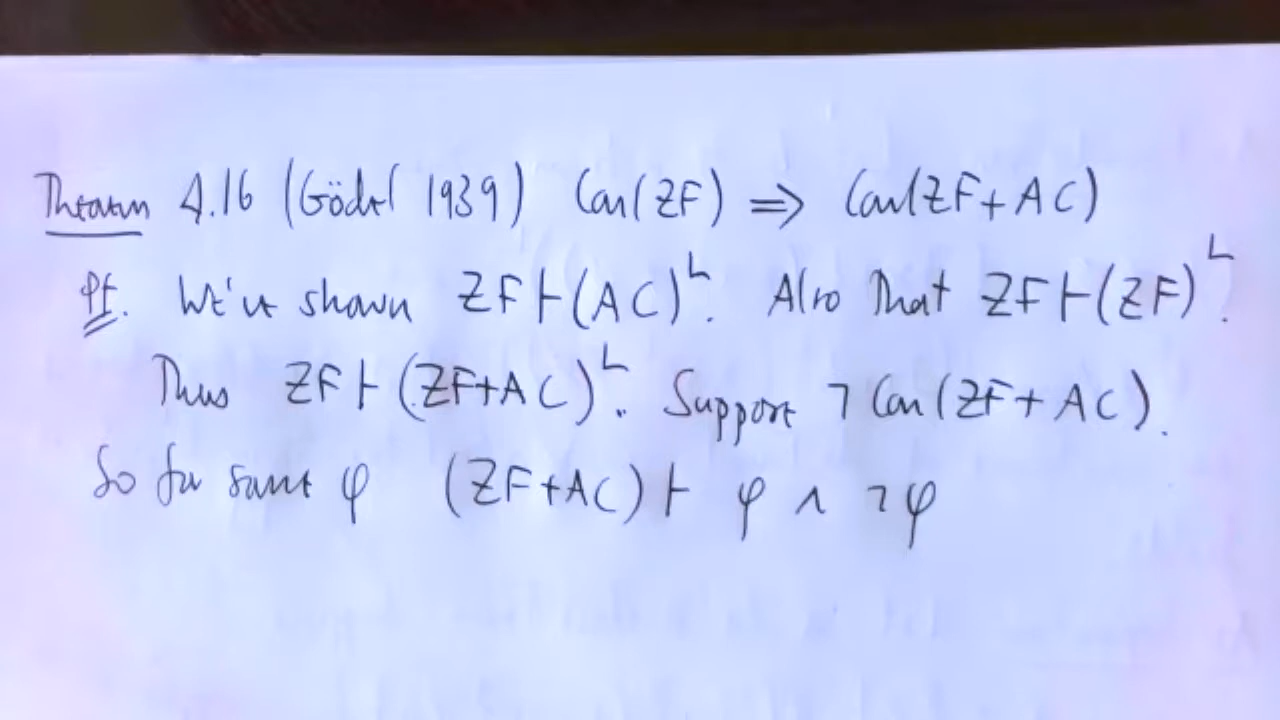 Theorem 4.16 (Gödel 1939) Con(ZF) ⇒ Con(ZF+AC)
Pf. We've shown ZF⊢(AC)^L. Also that ZF⊢(ZF)^L.
Thus ZF⊢(ZF+AC)^L. Suppose ¬Con(ZF+AC).
So for some φ (ZF+AC)⊢ φ ∧ ¬φ